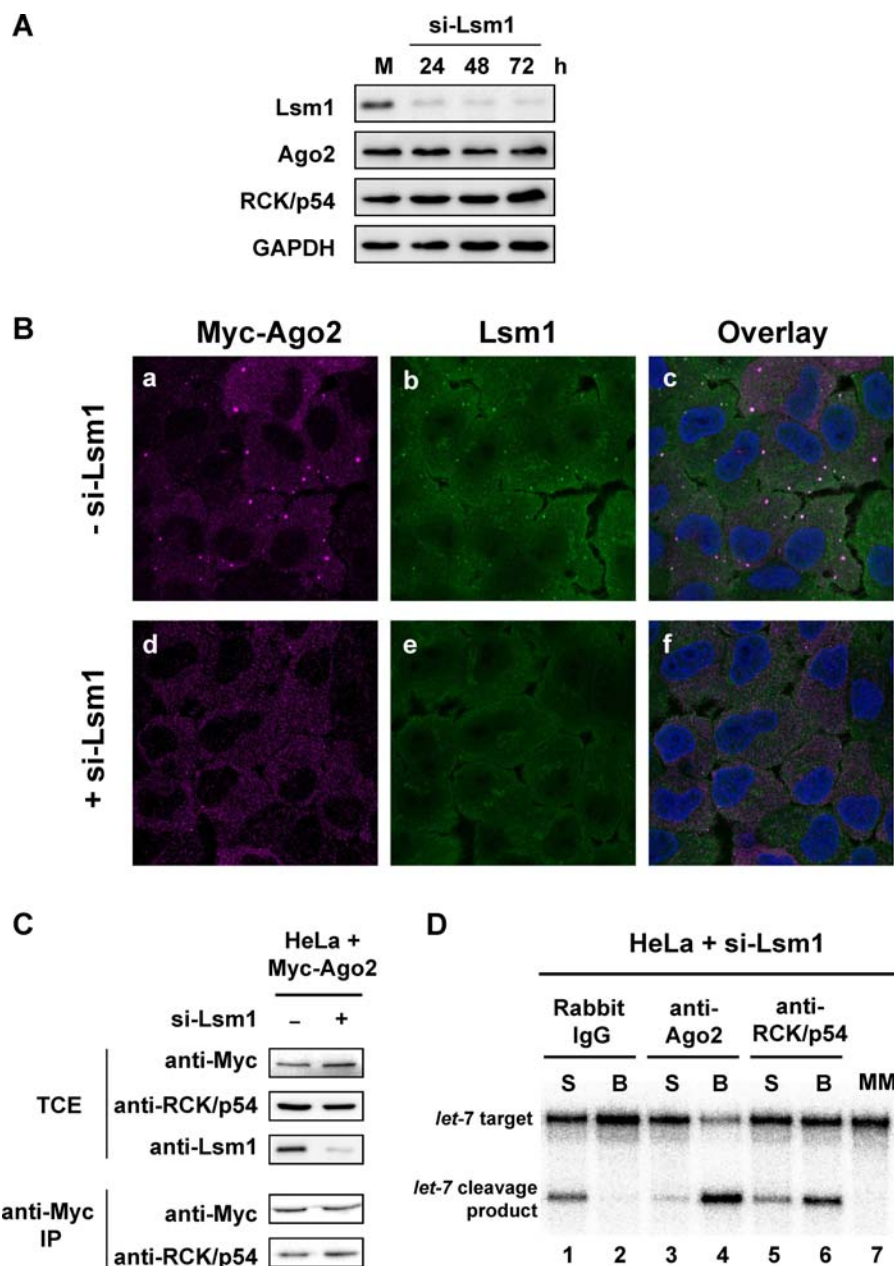 A
si-Lsm1
M 24 48 72 h
Lsm1
Ago2
RCK/p54
GAPDH
B
Myc-Ago2 Lsm1 Overlay
- si-Lsm1
a b c
+ si-Lsm1
d e f
C
HeLa +
Myc-Ago2
si-Lsm1 – +
TCE
anti-Myc
anti-RCK/p54
anti-Lsm1
anti-Myc
IP
anti-Myc
anti-RCK/p54
D
HeLa + si-Lsm1
Rabbit
IgG
anti-
Ago2
anti-
RCK/p54
S B S B S B MM
let-7 target
let-7 cleavage
product
1 2 3 4 5 6 7